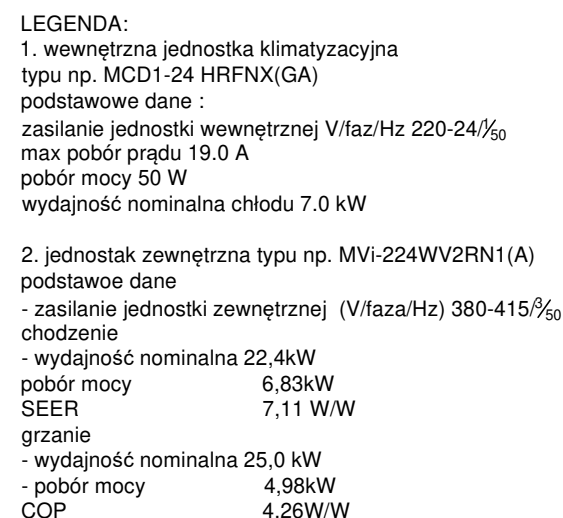 LEGENDA:
1. wewnętrzna jednostka klimatyzacyjna
typu np. MCD1-24 HRFNX(GA)
podstawowe dane :
zasilanie jednostki wewnętrznej V/faz/Hz 220-24/1/50
max pobór prądu 19.0 A
pobór mocy 50 W
wydajność nominalna chłodu 7.0 kW
2. jednostak zewnętrzna typu np. MVi-224WV2RN1(A)
podstawoe dane
- zasilanie jednostki zewnętrznej (V/faza/Hz) 380-415/3/50
chodzenie
- wydajność nominalna 22,4kW
pobór mocy 6,83kW
SEER 7,11 W/W
grzanie
- wydajność nominalna 25,0 kW
- pobór mocy 4,98kW
COP 4,26W/W